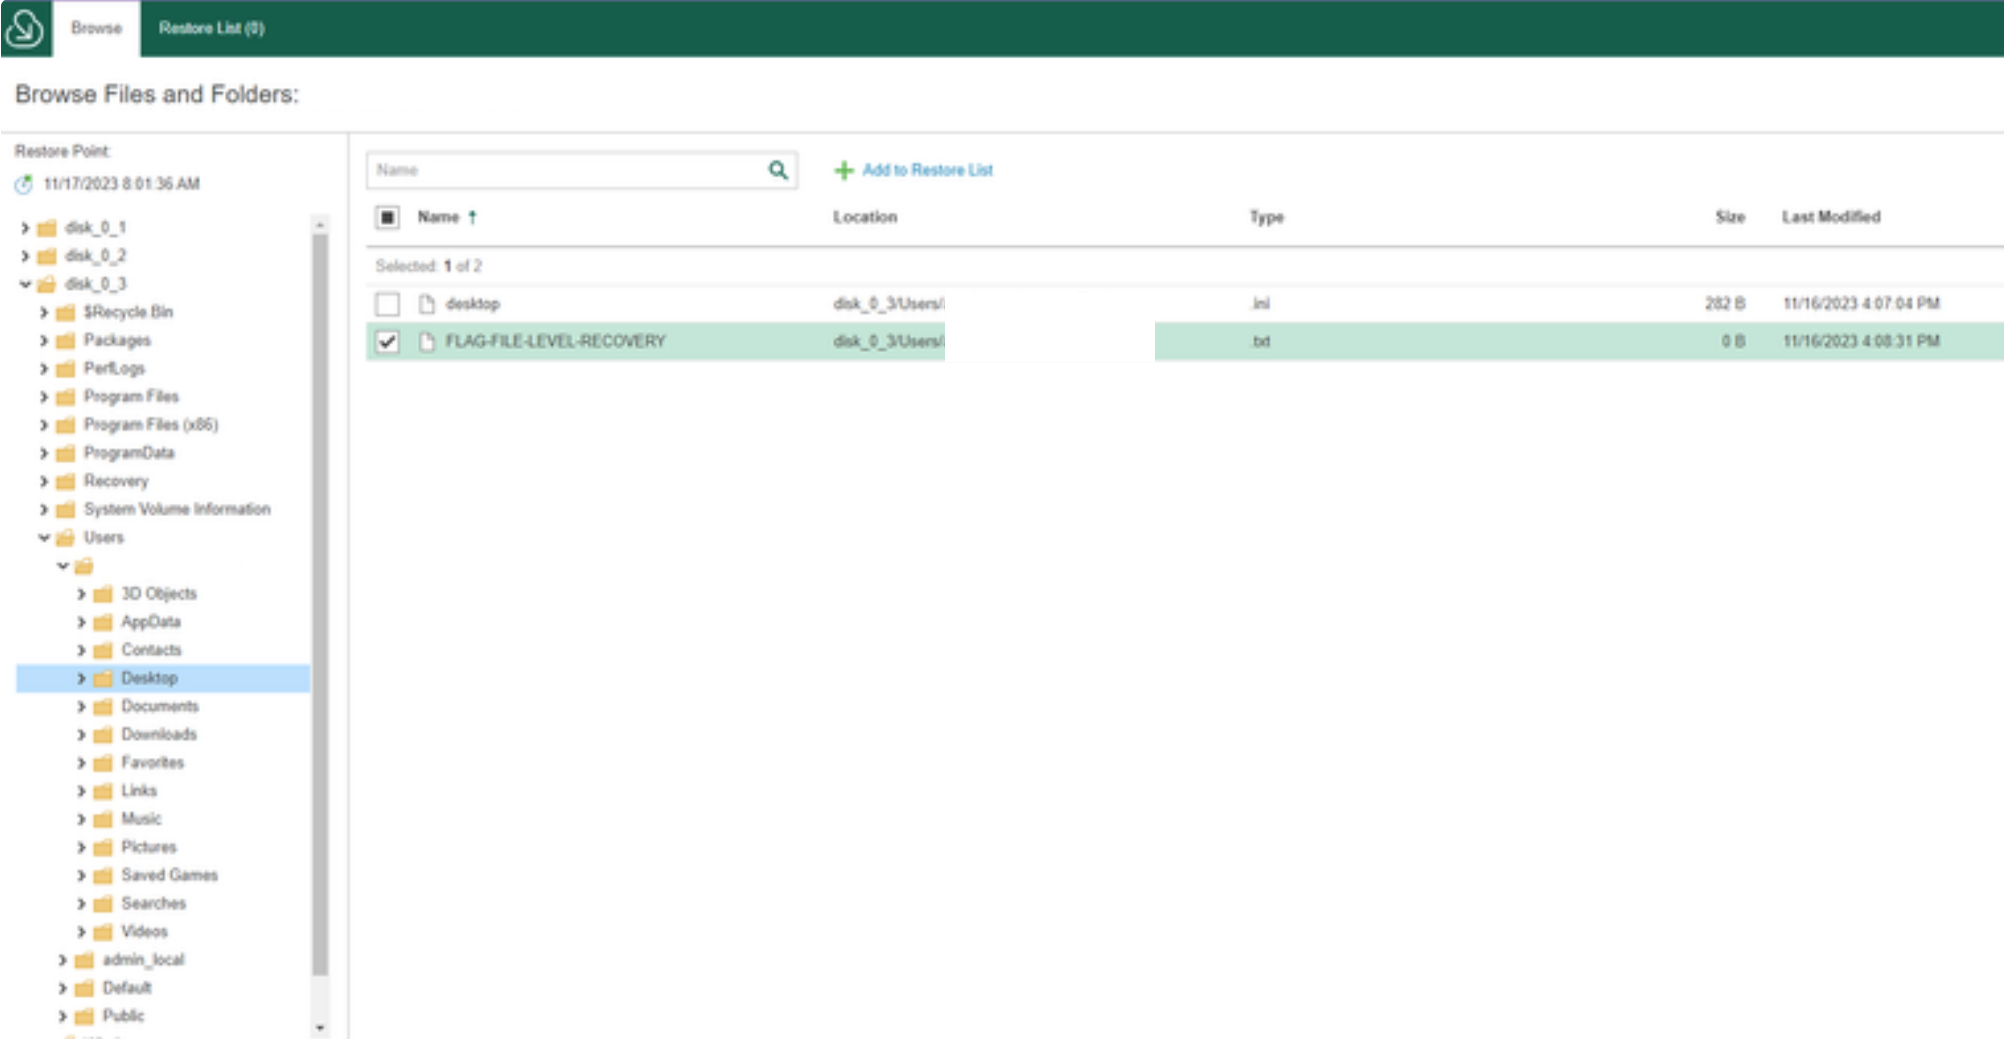 Browse Restore List (0)
Browse Files and Folders:
Restore Point:
11/17/2023 8:01:36 AM
disk_0_1
disk_0_2
disk_0_3
$Recycle.Bin
Packages
PerfLogs
Program Files
Program Files (x86)
ProgramData
Recovery
System Volume Information
Users
3D Objects
AppData
Contacts
Desktop
Documents
Downloads
Favorites
Links
Music
Pictures
Saved Games
Searches
Videos
admin_local
Default
Public
Name Add to Restore List
Name Location Type Size Last Modified
Selected: 1 of 2
desktop disk_0_3/Users/ .ini 282 B 11/16/2023 4:07:04 PM
FLAG-FILE-LEVEL-RECOVERY disk_0_3/Users/ .txt 0 B 11/16/2023 4:08:31 PM